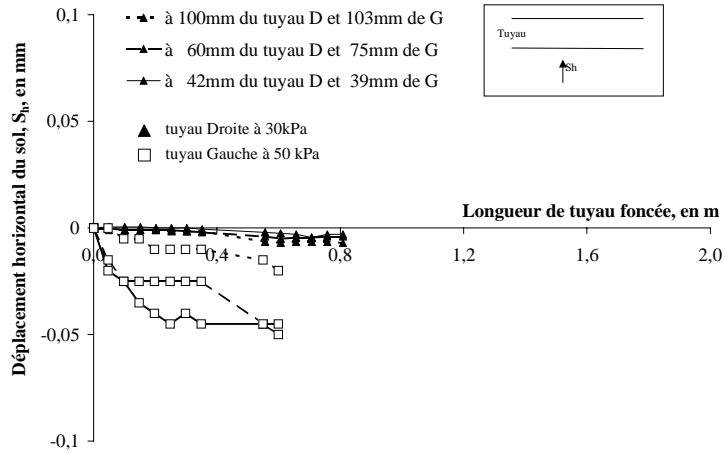 0,1
à 100mm du tuyau D et 103mm de G
à 60mm du tuyau D et 75mm de G
à 42mm du tuyau D et 39mm de G
Tuyau
Sh
0,05
tuyau Droite à 30kPa
tuyau Gauche à 50 kPa
Déplacement horizontal du sol, Sh, en mm
Longueur de tuyau foncée, en m
0
0,0
0,4
0,8
1,2
1,6
2,0
-0,05
-0,1